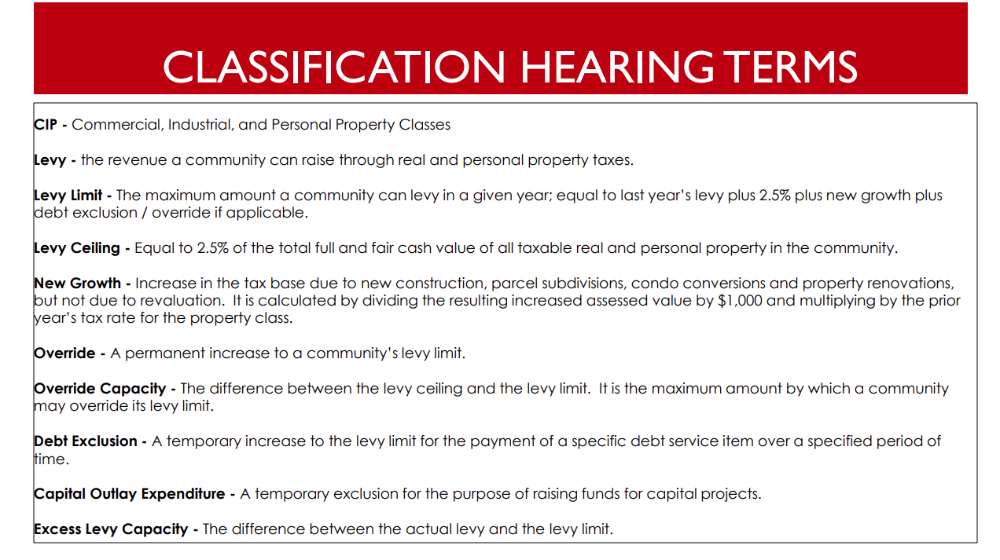 CLASSIFICATION HEARING TERMS
CIP - Commercial, Industrial, and Personal Property Classes
Levy - the revenue a community can raise through real and personal property taxes.
Levy Limit - The maximum amount a community can levy in a given year; equal to last year’s levy plus 2.5% plus new growth plus
debt exclusion / override if applicable.
Levy Ceiling - Equal to 2.5% of the total full and fair cash value of all taxable real and personal property in the community.
New Growth - Increase in the tax base due to new construction, parcel subdivisions, condo conversions and property renovations,
but not due to revaluation.  It is calculated by dividing the resulting increased assessed value by $1,000 and multiplying by the prior
year’s tax rate for the property class.
Override - A permanent increase to a community’s levy limit.
Override Capacity - The difference between the levy ceiling and the levy limit.  It is the maximum amount by which a community
may override its levy limit.
Debt Exclusion - A temporary increase to the levy limit for the payment of a specific debt service item over a specified period of
time.
Capital Outlay Expenditure - A temporary exclusion for the purpose of raising funds for capital projects.
Excess Levy Capacity - The difference between the actual levy and the levy limit.